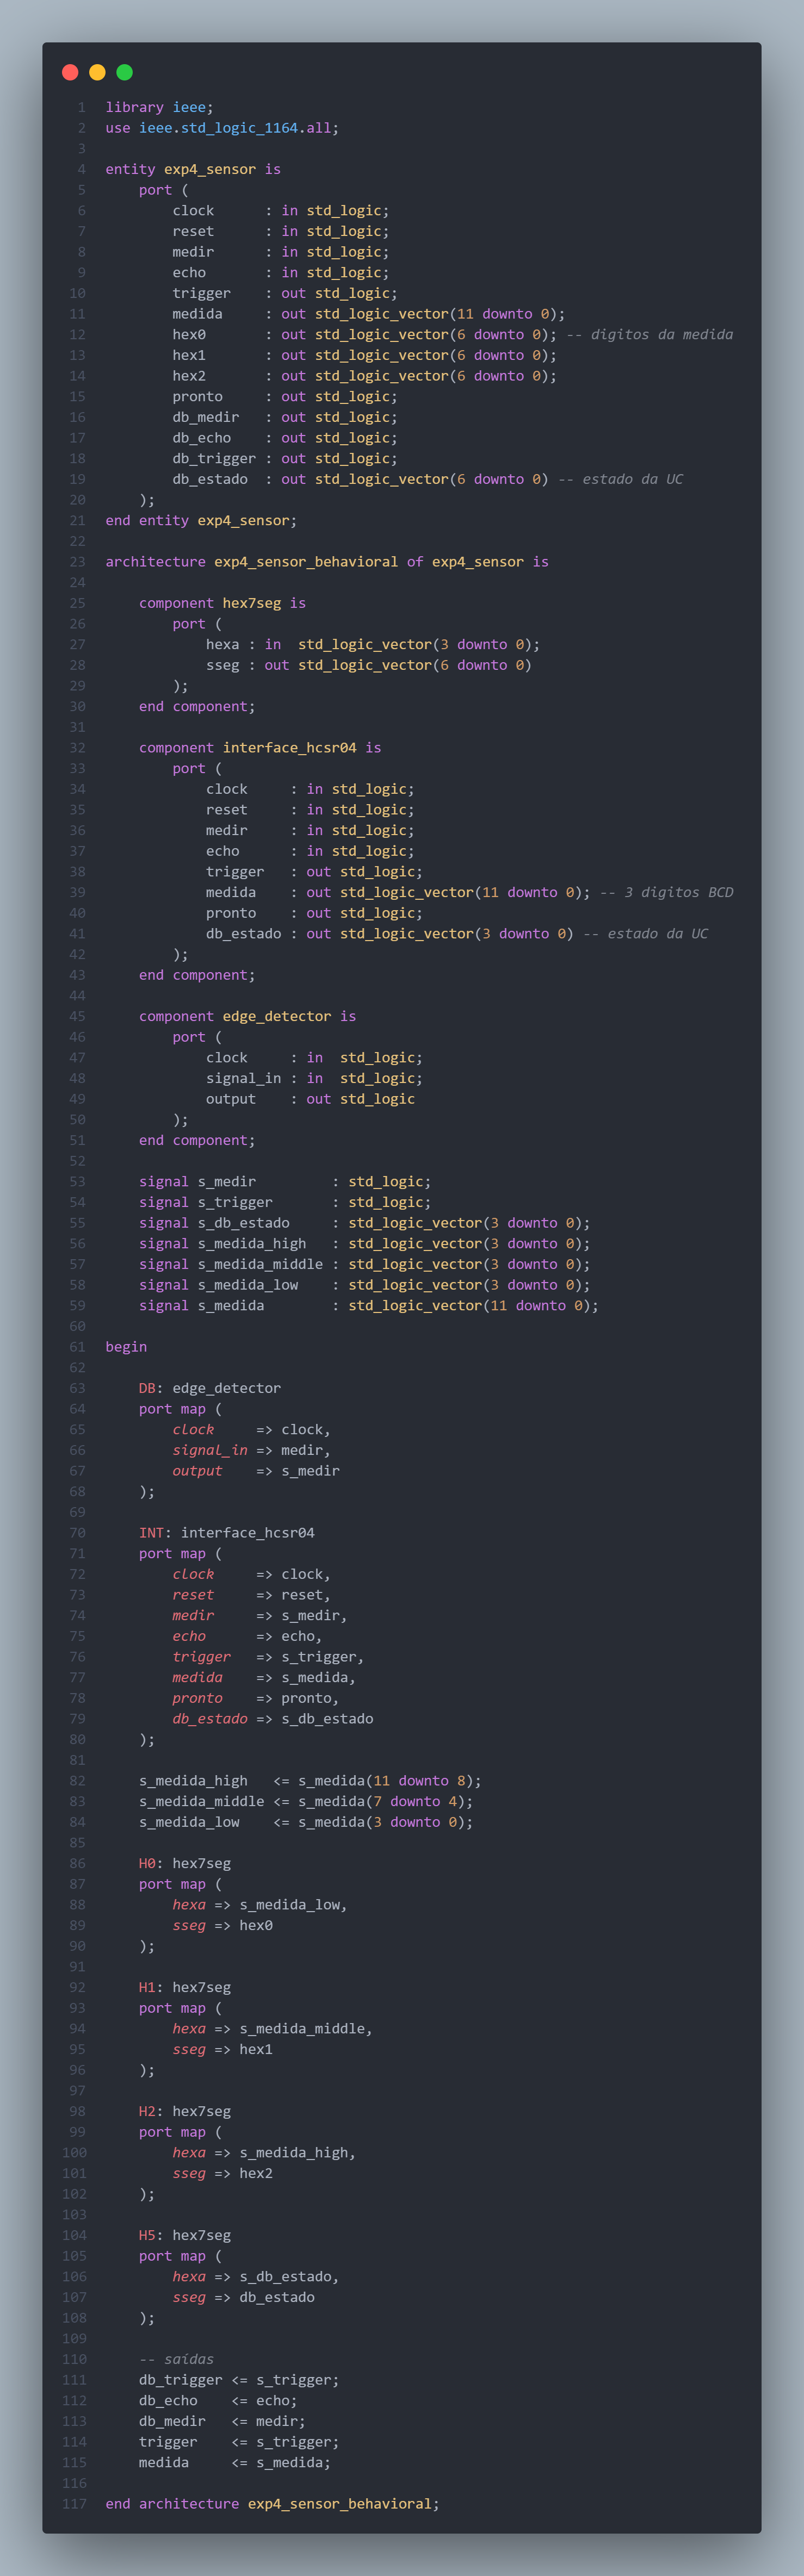 1 library ieee;
2 use ieee.std_logic_1164.all;
3
4 entity exp4_sensor is
5     port (
6         clock      : in std_logic;
7         reset      : in std_logic;
8         medir      : in std_logic;
9         echo       : in std_logic;
10         trigger    : out std_logic;
11         medida     : out std_logic_vector(11 downto 0);
12         hex0       : out std_logic_vector(6 downto 0); -- digitos da medida
13         hex1       : out std_logic_vector(6 downto 0);
14         hex2       : out std_logic_vector(6 downto 0);
15         pronto     : out std_logic;
16         db_medir   : out std_logic;
17         db_echo    : out std_logic;
18         db_trigger : out std_logic;
19         db_estado  : out std_logic_vector(6 downto 0) -- estado da UC
20     );
21 end entity exp4_sensor;
22
23 architecture exp4_sensor_behavioral of exp4_sensor is
24
25     component hex7seg is
26         port (
27             hexa : in  std_logic_vector(3 downto 0);
28             sseg : out std_logic_vector(6 downto 0)
29         );
30     end component;
31
32     component interface_hcsr04 is
33         port (
34             clock     : in std_logic;
35             reset     : in std_logic;
36             medir     : in std_logic;
37             echo      : in std_logic;
38             trigger   : out std_logic;
39             medida    : out std_logic_vector(11 downto 0); -- 3 digitos BCD
40             pronto    : out std_logic;
41             db_estado : out std_logic_vector(3 downto 0) -- estado da UC
42         );
43     end component;
44
45     component edge_detector is
46         port (
47             clock     : in  std_logic;
48             signal_in : in  std_logic;
49             output    : out std_logic
50         );
51     end component;
52
53     signal s_medir         : std_logic;
54     signal s_trigger       : std_logic;
55     signal s_db_estado     : std_logic_vector(3 downto 0);
56     signal s_medida_high   : std_logic_vector(3 downto 0);
57     signal s_medida_middle : std_logic_vector(3 downto 0);
58     signal s_medida_low    : std_logic_vector(3 downto 0);
59     signal s_medida        : std_logic_vector(11 downto 0);
60
61 begin
62
63     DB: edge_detector
64     port map (
65         clock     => clock,
66         signal_in => medir,
67         output    => s_medir
68     );
69
70     INT: interface_hcsr04
71     port map (
72         clock     => clock,
73         reset     => reset,
74         medir     => s_medir,
75         echo      => echo,
76         trigger   => s_trigger,
77         medida    => s_medida,
78         pronto    => pronto,
79         db_estado => s_db_estado
80     );
81
82     s_medida_high   <= s_medida(11 downto 8);
83     s_medida_middle <= s_medida(7 downto 4);
84     s_medida_low    <= s_medida(3 downto 0);
85
86     H0: hex7seg
87     port map (
88         hexa => s_medida_low,
89         sseg => hex0
90     );
91
92     H1: hex7seg
93     port map (
94         hexa => s_medida_middle,
95         sseg => hex1
96     );
97
98     H2: hex7seg
99     port map (
100         hexa => s_medida_high,
101         sseg => hex2
102     );
103
104     H5: hex7seg
105     port map (
106         hexa => s_db_estado,
107         sseg => db_estado
108     );
109
110     -- saídas
111     db_trigger <= s_trigger;
112     db_echo    <= echo;
113     db_medir   <= medir;
114     trigger    <= s_trigger;
115     medida     <= s_medida;
116
117 end architecture exp4_sensor_behavioral;